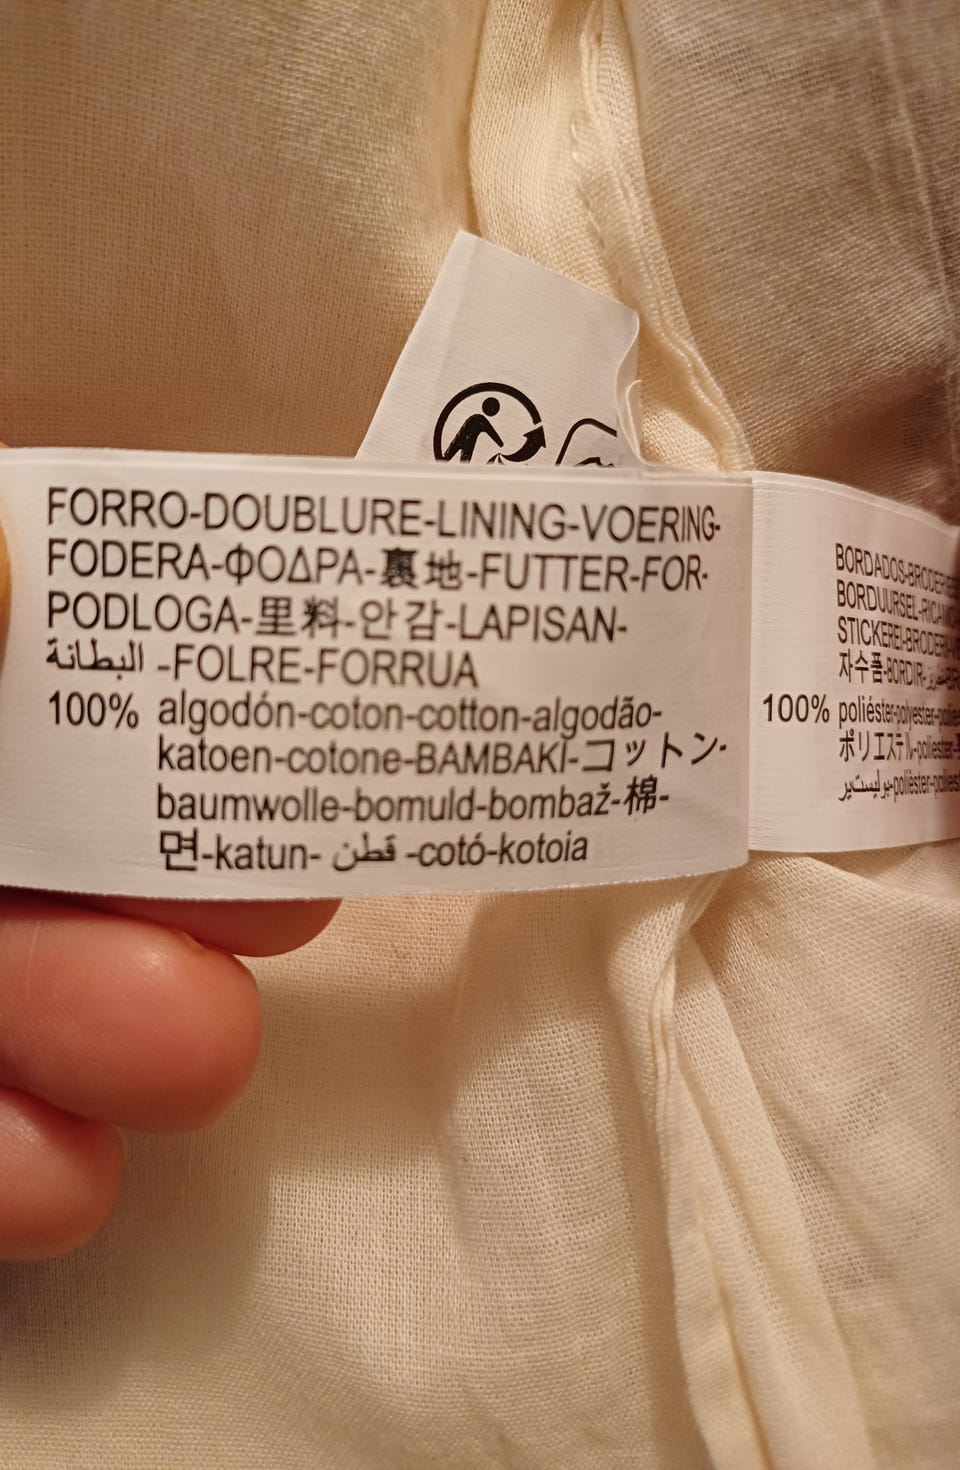 FORRO-DOUBLURE-LINING-VOERING-
FODERA-ΦΟΔΡΑ-裏地-FUTTER-FOR-
PODLOGA-里料-안감-LAPISAN-
البطانة -FOLRE-FORRUA
100% algodón-coton-cotton-algodão-
katoen-cotone-BAMBAKI-コットン-
baumwolle-bomuld-bombaž-棉-
면-katun- قطن -cotó-kotoia
BORDADOS-BRODERIE
BORDUURSEL-RICAMO
STICKEREI-BRODERI
자수품-BORDIR-
100% poliéster-polyester-
ポリエステル-poliester-
بوليستير-polièster-